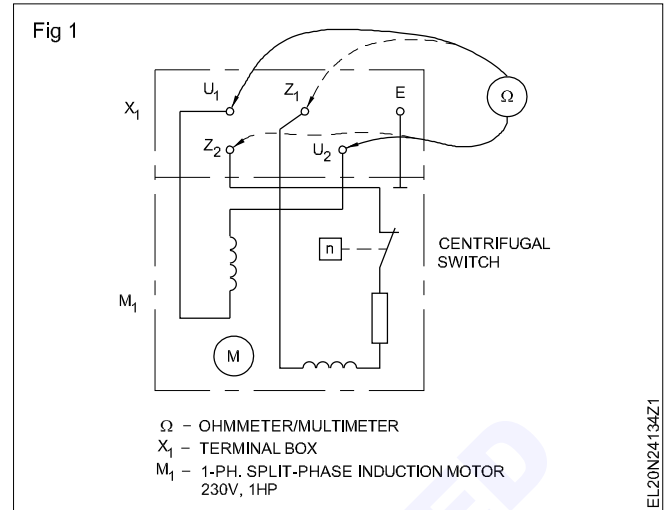 Fig 1
U1 Z1 E Ω
X1
Z2 U2
n
CENTRIFUGAL
SWITCH
M1
M
Ω – OHMMETER/MULTIMETER
X1 – TERMINAL BOX
M1 – 1-PH. SPLIT-PHASE INDUCTION MOTOR
230V, 1HP
EL20N24134Z1